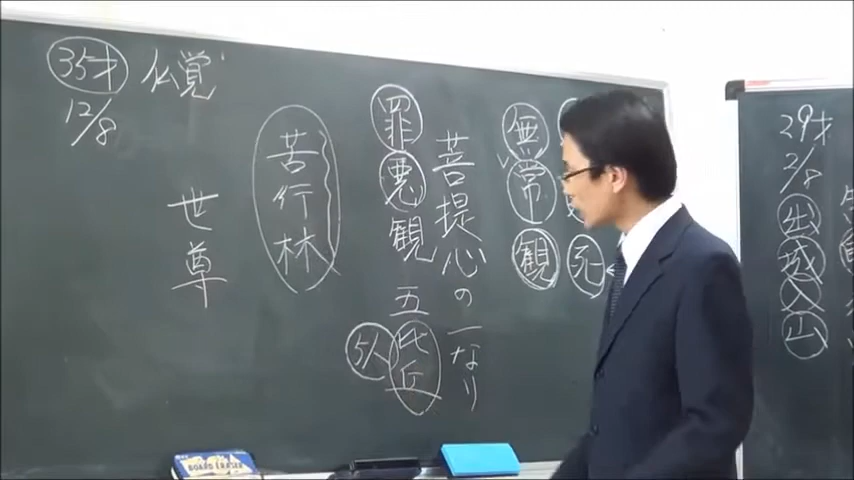 29才
2/8
出城入山
死
無常観
菩提心の一なり
罪悪観
五比丘
5人
苦行林
世尊
35才
12/8
仏覚
BOARD ERASER